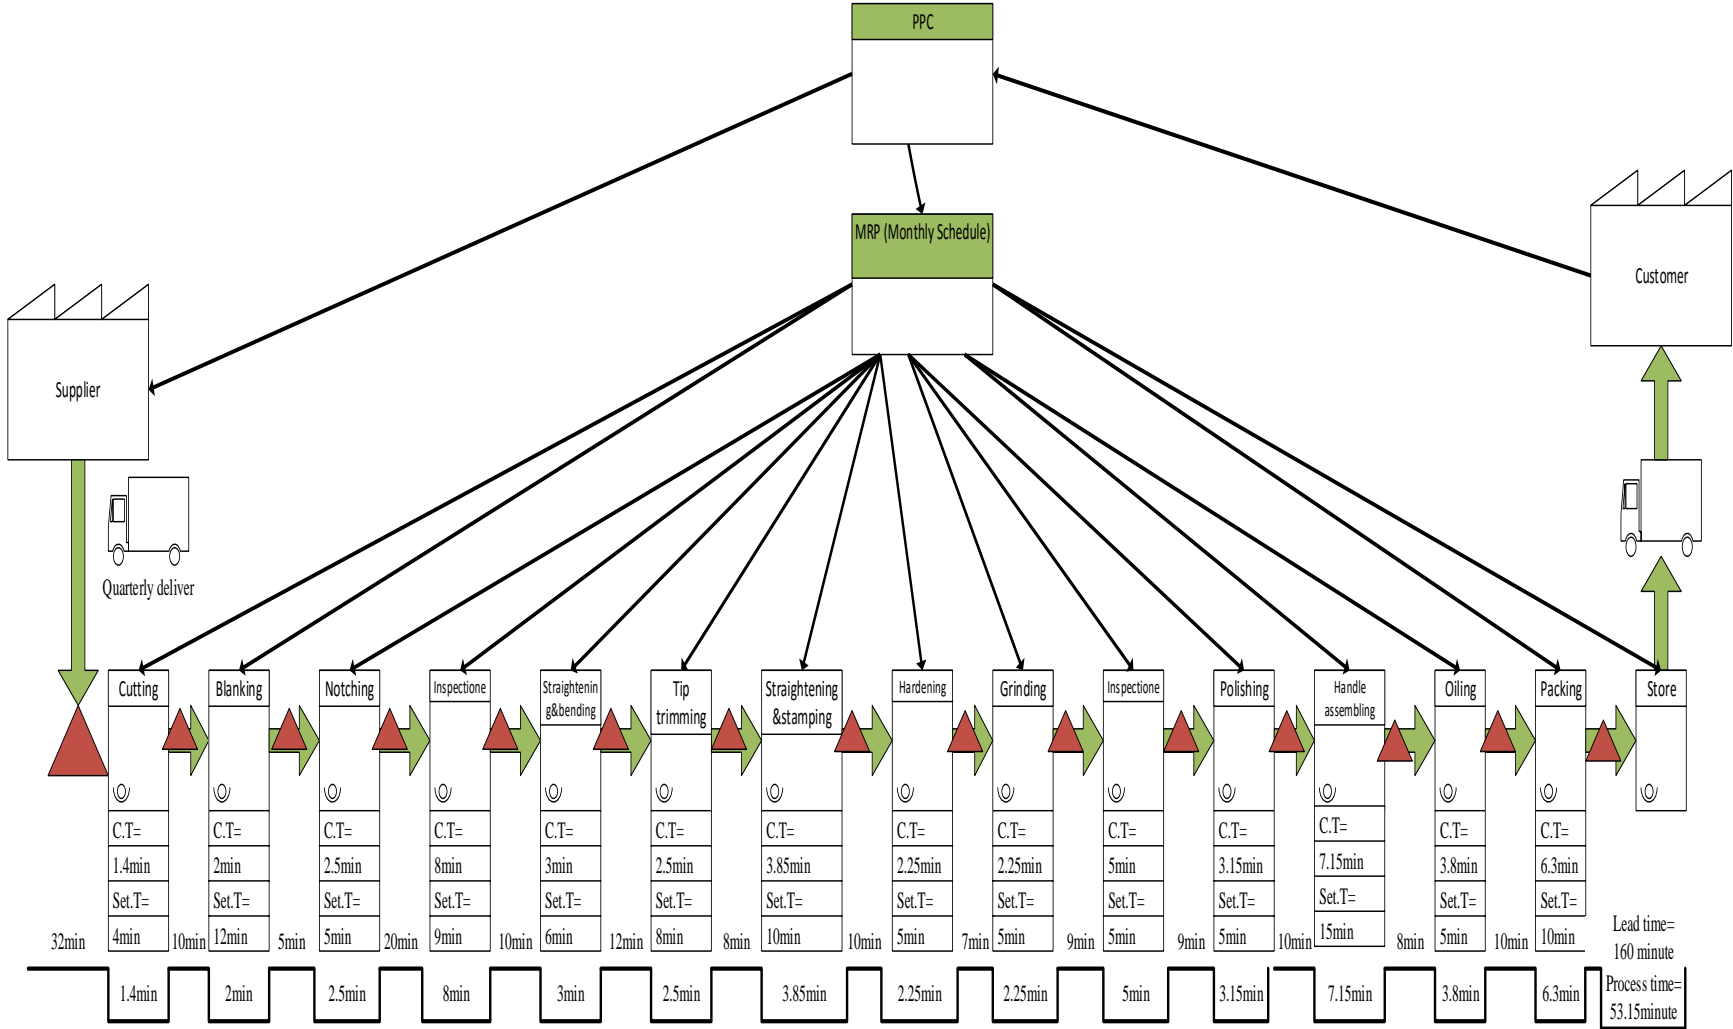 PPC
MRP (Monthly Schedule)
Customer
Supplier
Quarterly deliver
Cutting
Blanking
Notching
Inspectione
Straightenin
g&bending
Tip
trimming
Straightening
&stamping
Hardening
Grinding
Inspectione
Polishing
Handle
assembling
Oiling
Packing
Store
C.T=
1.4min
Set.T=
4min
C.T=
2min
Set.T=
12min
C.T=
2.5min
Set.T=
5min
C.T=
8min
Set.T=
9min
C.T=
3min
Set.T=
6min
C.T=
2.5min
Set.T=
8min
C.T=
3.85min
Set.T=
10min
C.T=
2.25min
Set.T=
5min
C.T=
2.25min
Set.T=
5min
C.T=
5min
Set.T=
5min
C.T=
3.15min
Set.T=
5min
C.T=
7.15min
Set.T=
15min
C.T=
3.8min
Set.T=
5min
C.T=
6.3min
Set.T=
10min
32min
10min
5min
20min
10min
12min
8min
10min
7min
9min
9min
10min
8min
10min
Lead time=
160 minute
1.4min
2min
2.5min
8min
3min
2.5min
3.85min
2.25min
2.25min
5min
3.15min
7.15min
3.8min
6.3min
Process time=
53.15minute